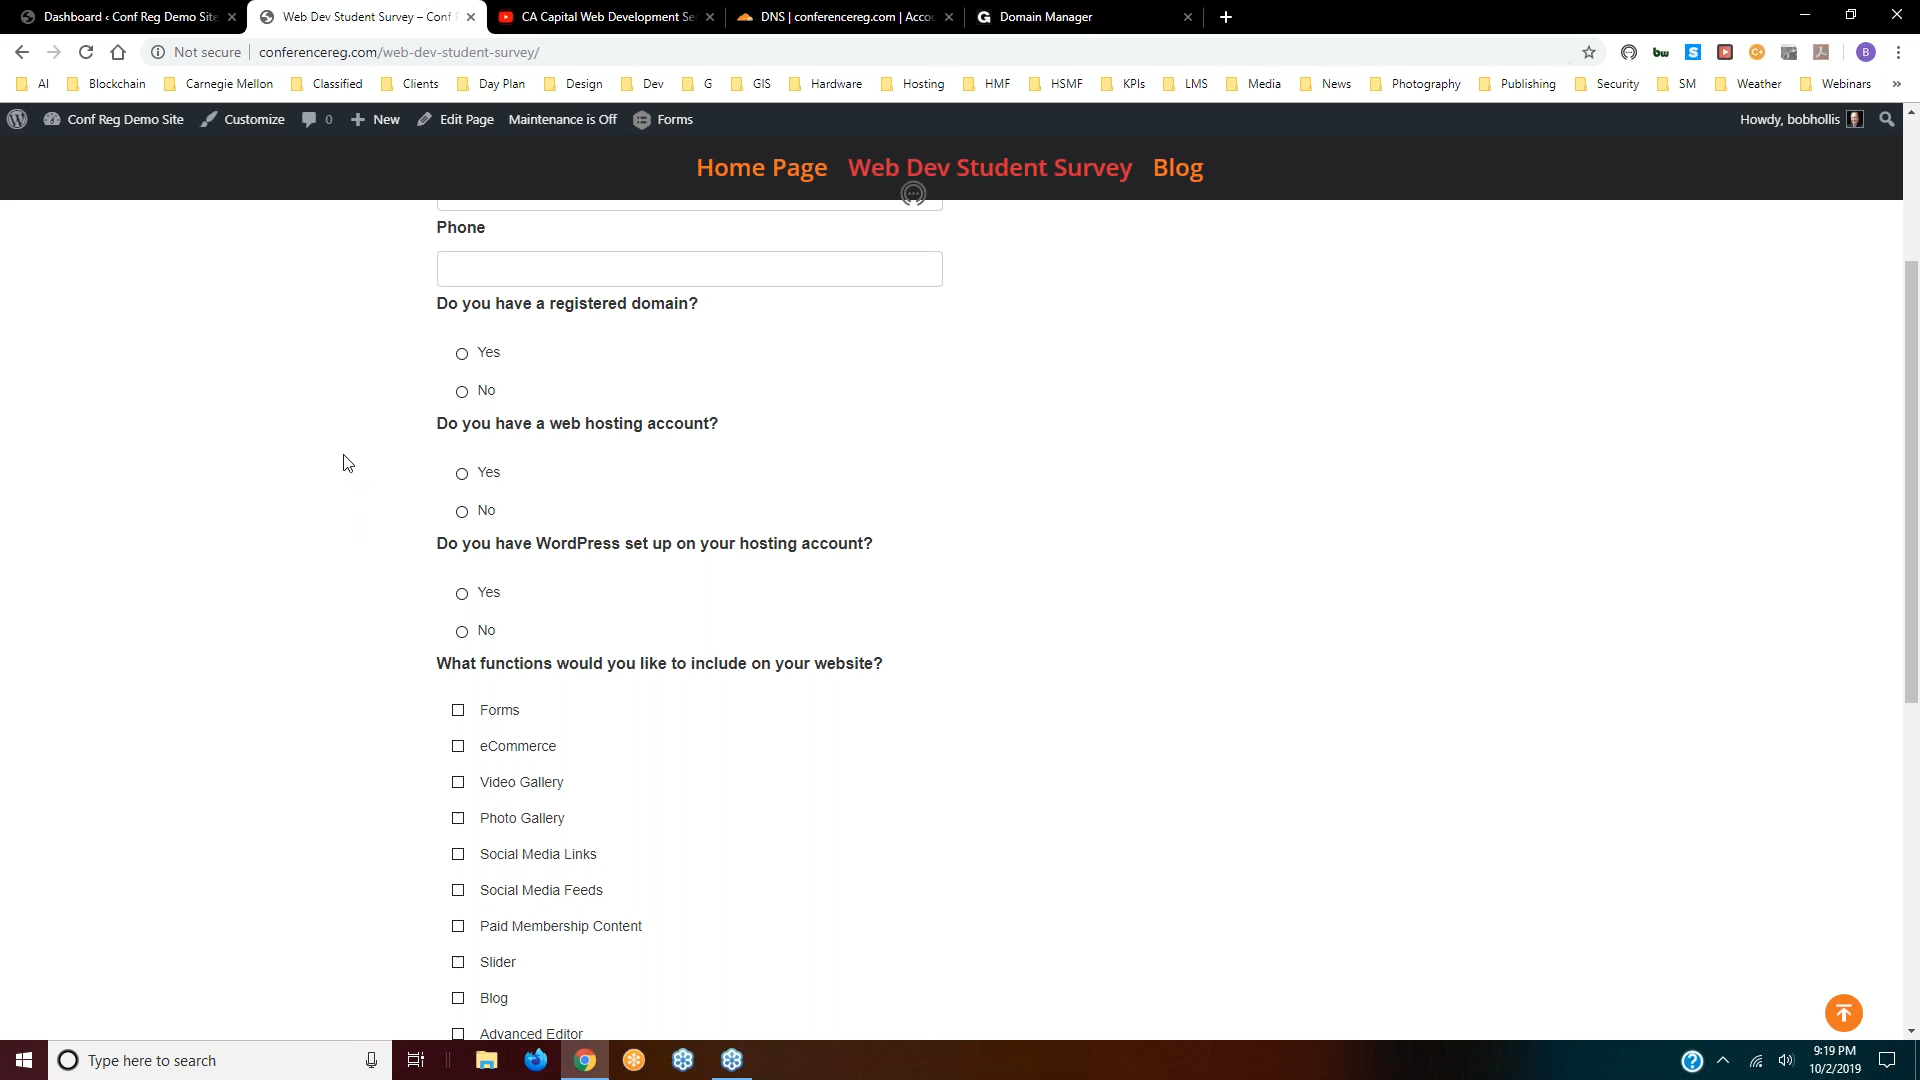 Dashboard ‹ Conf Reg Demo Site
Web Dev Student Survey – Conf
CA Capital Web Development Se
DNS | conferencereg.com | Accou
Domain Manager
Not secure
conferencereg.com/web-dev-student-survey/
B
AI
Blockchain
Carnegie Mellon
Classified
Clients
Day Plan
Design
Dev
G
GIS
Hardware
Hosting
HMF
HSMF
KPIs
LMS
Media
News
Photography
Publishing
Security
SM
Weather
Webinars
»
Conf Reg Demo Site
Customize
0
New
Edit Page
Maintenance is Off
Forms
Howdy, bobhollis
Home Page Web Dev Student Survey Blog
Phone
Do you have a registered domain?
Yes
No
Do you have a web hosting account?
Yes
No
Do you have WordPress set up on your hosting account?
Yes
No
What functions would you like to include on your website?
Forms
eCommerce
Video Gallery
Photo Gallery
Social Media Links
Social Media Feeds
Paid Membership Content
Slider
Blog
Advanced Editor
Type here to search
9:19 PM
10/2/2019